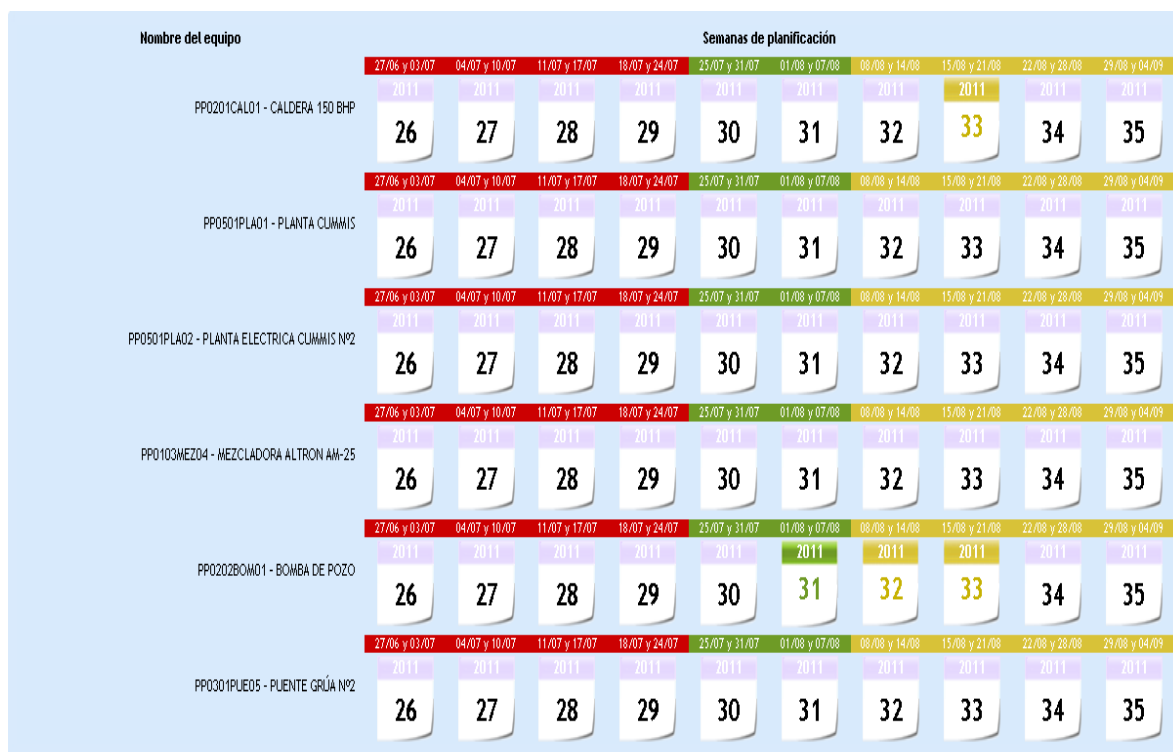 Nombre del equipo Semanas de planificación
27/06 y 03/07 04/07 y 10/07 11/07 y 17/07 18/07 y 24/07 25/07 y 31/07 01/08 y 07/08 08/08 y 14/08 15/08 y 21/08 22/08 y 28/08 29/08 y 04/09
2011 2011 2011 2011 2011 2011 2011 2011 2011 2011
PP0201CAL01 - CALDERA 150 BHP
26 27 28 29 30 31 32 33 34 35
27/06 y 03/07 04/07 y 10/07 11/07 y 17/07 18/07 y 24/07 25/07 y 31/07 01/08 y 07/08 08/08 y 14/08 15/08 y 21/08 22/08 y 28/08 29/08 y 04/09
2011 2011 2011 2011 2011 2011 2011 2011 2011 2011
PP0501PLA01 - PLANTA CUMMIS
26 27 28 29 30 31 32 33 34 35
27/06 y 03/07 04/07 y 10/07 11/07 y 17/07 18/07 y 24/07 25/07 y 31/07 01/08 y 07/08 08/08 y 14/08 15/08 y 21/08 22/08 y 28/08 29/08 y 04/09
2011 2011 2011 2011 2011 2011 2011 2011 2011 2011
PP0501PLA02 - PLANTA ELECTRICA CUMMIS Nº2
26 27 28 29 30 31 32 33 34 35
27/06 y 03/07 04/07 y 10/07 11/07 y 17/07 18/07 y 24/07 25/07 y 31/07 01/08 y 07/08 08/08 y 14/08 15/08 y 21/08 22/08 y 28/08 29/08 y 04/09
2011 2011 2011 2011 2011 2011 2011 2011 2011 2011
PP0103MEZ04 - MEZCLADORA ALTRON AM-25
26 27 28 29 30 31 32 33 34 35
27/06 y 03/07 04/07 y 10/07 11/07 y 17/07 18/07 y 24/07 25/07 y 31/07 01/08 y 07/08 08/08 y 14/08 15/08 y 21/08 22/08 y 28/08 29/08 y 04/09
2011 2011 2011 2011 2011 2011 2011 2011 2011 2011
PP0202BOM01 - BOMBA DE POZO
26 27 28 29 30 31 32 33 34 35
27/06 y 03/07 04/07 y 10/07 11/07 y 17/07 18/07 y 24/07 25/07 y 31/07 01/08 y 07/08 08/08 y 14/08 15/08 y 21/08 22/08 y 28/08 29/08 y 04/09
2011 2011 2011 2011 2011 2011 2011 2011 2011 2011
PP0301PUE05 - PUENTE GRÚA Nº2
26 27 28 29 30 31 32 33 34 35